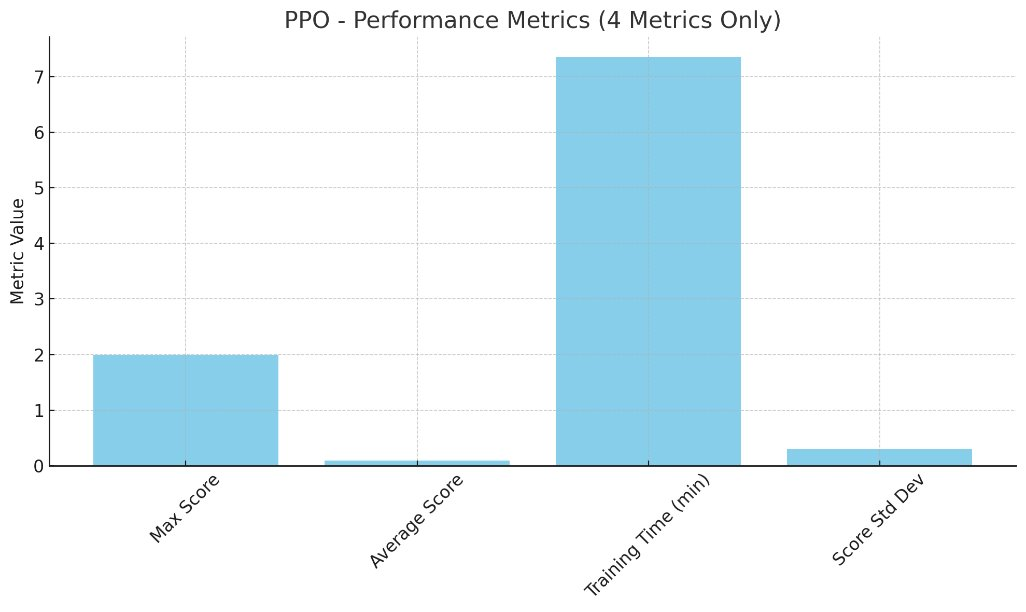 PPO - Performance Metrics (4 Metrics Only)
Metric Value
7
6
5
4
3
2
1
0
Max Score
Average Score
Training Time (min)
Score Std Dev